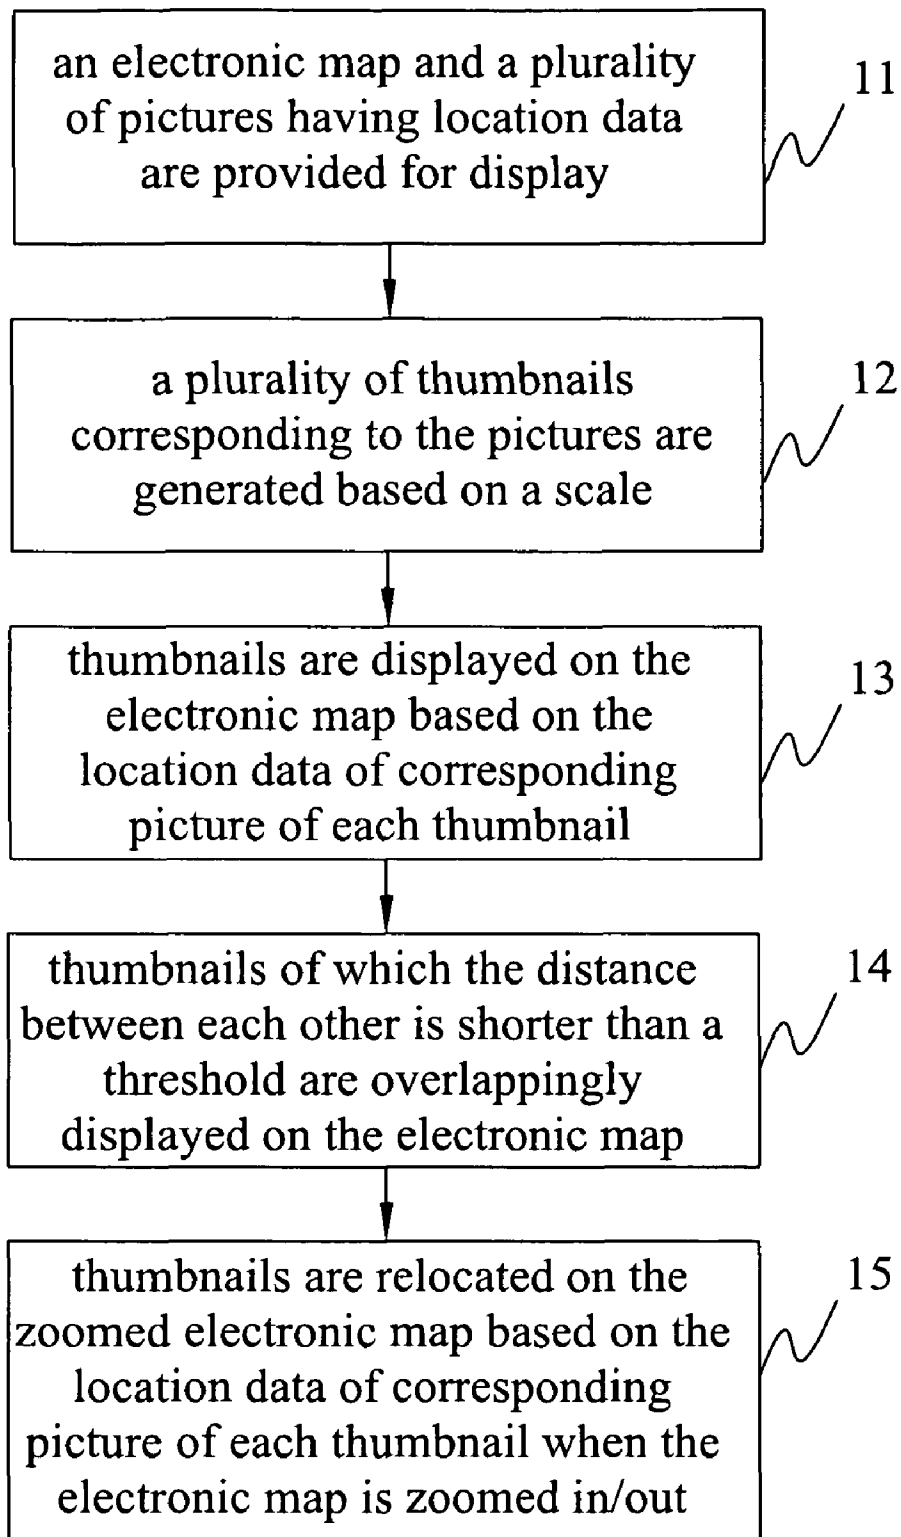 an electronic map and a plurality
of pictures having location data
are provided for display
11
a plurality of thumbnails
corresponding to the pictures are
generated based on a scale
12
thumbnails are displayed on the
electronic map based on the
location data of corresponding
picture of each thumbnail
13
thumbnails of which the distance
between each other is shorter than a
threshold are overlappingly
displayed on the electronic map
14
thumbnails are relocated on the
zoomed electronic map based on the
location data of corresponding
picture of each thumbnail when the
electronic map is zoomed in/out
15